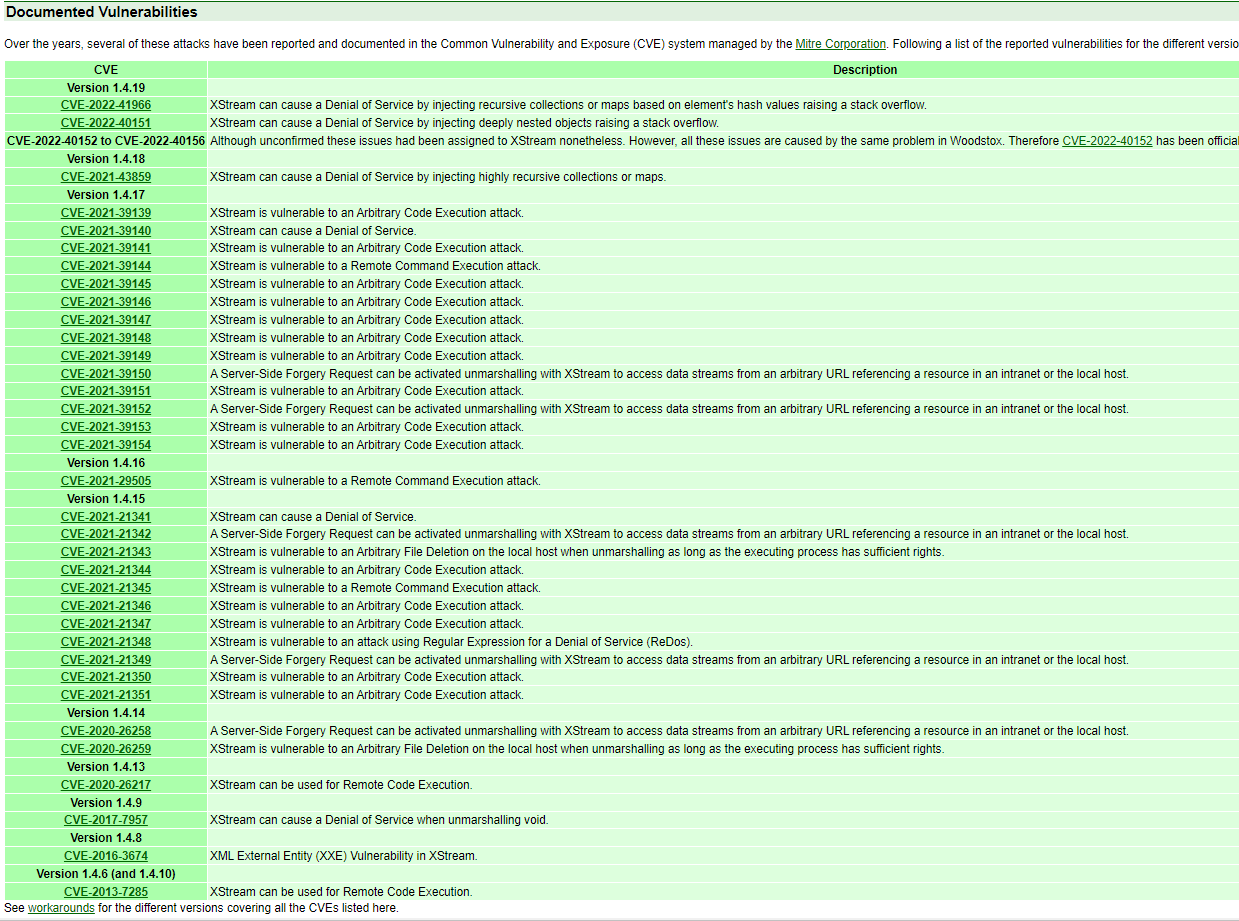 Documented Vulnerabilities
Over the years, several of these attacks have been reported and documented in the Common Vulnerability and Exposure (CVE) system managed by the Mitre Corporation. Following a list of the reported vulnerabilities for the different versio
CVE Description
Version 1.4.19
CVE-2022-41966 XStream can cause a Denial of Service by injecting recursive collections or maps based on element's hash values raising a stack overflow.
CVE-2022-40151 XStream can cause a Denial of Service by injecting deeply nested objects raising a stack overflow.
CVE-2022-40152 to CVE-2022-40156 Although unconfirmed these issues had been assigned to XStream nonetheless. However, all these issues are caused by the same problem in Woodstox. Therefore CVE-2022-40152 has been official
Version 1.4.18
CVE-2021-43859 XStream can cause a Denial of Service by injecting highly recursive collections or maps.
Version 1.4.17
CVE-2021-39139 XStream is vulnerable to an Arbitrary Code Execution attack.
CVE-2021-39140 XStream can cause a Denial of Service.
CVE-2021-39141 XStream is vulnerable to an Arbitrary Code Execution attack.
CVE-2021-39144 XStream is vulnerable to a Remote Command Execution attack.
CVE-2021-39145 XStream is vulnerable to an Arbitrary Code Execution attack.
CVE-2021-39146 XStream is vulnerable to an Arbitrary Code Execution attack.
CVE-2021-39147 XStream is vulnerable to an Arbitrary Code Execution attack.
CVE-2021-39148 XStream is vulnerable to an Arbitrary Code Execution attack.
CVE-2021-39149 XStream is vulnerable to an Arbitrary Code Execution attack.
CVE-2021-39150 A Server-Side Forgery Request can be activated unmarshalling with XStream to access data streams from an arbitrary URL referencing a resource in an intranet or the local host.
CVE-2021-39151 XStream is vulnerable to an Arbitrary Code Execution attack.
CVE-2021-39152 A Server-Side Forgery Request can be activated unmarshalling with XStream to access data streams from an arbitrary URL referencing a resource in an intranet or the local host.
CVE-2021-39153 XStream is vulnerable to an Arbitrary Code Execution attack.
CVE-2021-39154 XStream is vulnerable to an Arbitrary Code Execution attack.
Version 1.4.16
CVE-2021-29505 XStream is vulnerable to a Remote Command Execution attack.
Version 1.4.15
CVE-2021-21341 XStream can cause a Denial of Service.
CVE-2021-21342 A Server-Side Forgery Request can be activated unmarshalling with XStream to access data streams from an arbitrary URL referencing a resource in an intranet or the local host.
CVE-2021-21343 XStream is vulnerable to an Arbitrary File Deletion on the local host when unmarshalling as long as the executing process has sufficient rights.
CVE-2021-21344 XStream is vulnerable to an Arbitrary Code Execution attack.
CVE-2021-21345 XStream is vulnerable to a Remote Command Execution attack.
CVE-2021-21346 XStream is vulnerable to an Arbitrary Code Execution attack.
CVE-2021-21347 XStream is vulnerable to an Arbitrary Code Execution attack.
CVE-2021-21348 XStream is vulnerable to an attack using Regular Expression for a Denial of Service (ReDos).
CVE-2021-21349 A Server-Side Forgery Request can be activated unmarshalling with XStream to access data streams from an arbitrary URL referencing a resource in an intranet or the local host.
CVE-2021-21350 XStream is vulnerable to an Arbitrary Code Execution attack.
CVE-2021-21351 XStream is vulnerable to an Arbitrary Code Execution attack.
Version 1.4.14
CVE-2020-26258 A Server-Side Forgery Request can be activated unmarshalling with XStream to access data streams from an arbitrary URL referencing a resource in an intranet or the local host.
CVE-2020-26259 XStream is vulnerable to an Arbitrary File Deletion on the local host when unmarshalling as long as the executing process has sufficient rights.
Version 1.4.13
CVE-2020-26217 XStream can be used for Remote Code Execution.
Version 1.4.9
CVE-2017-7957 XStream can cause a Denial of Service when unmarshalling void.
Version 1.4.8
CVE-2016-3674 XML External Entity (XXE) Vulnerability in XStream.
Version 1.4.6 (and 1.4.10)
CVE-2013-7285 XStream can be used for Remote Code Execution.
See workarounds for the different versions covering all the CVEs listed here.